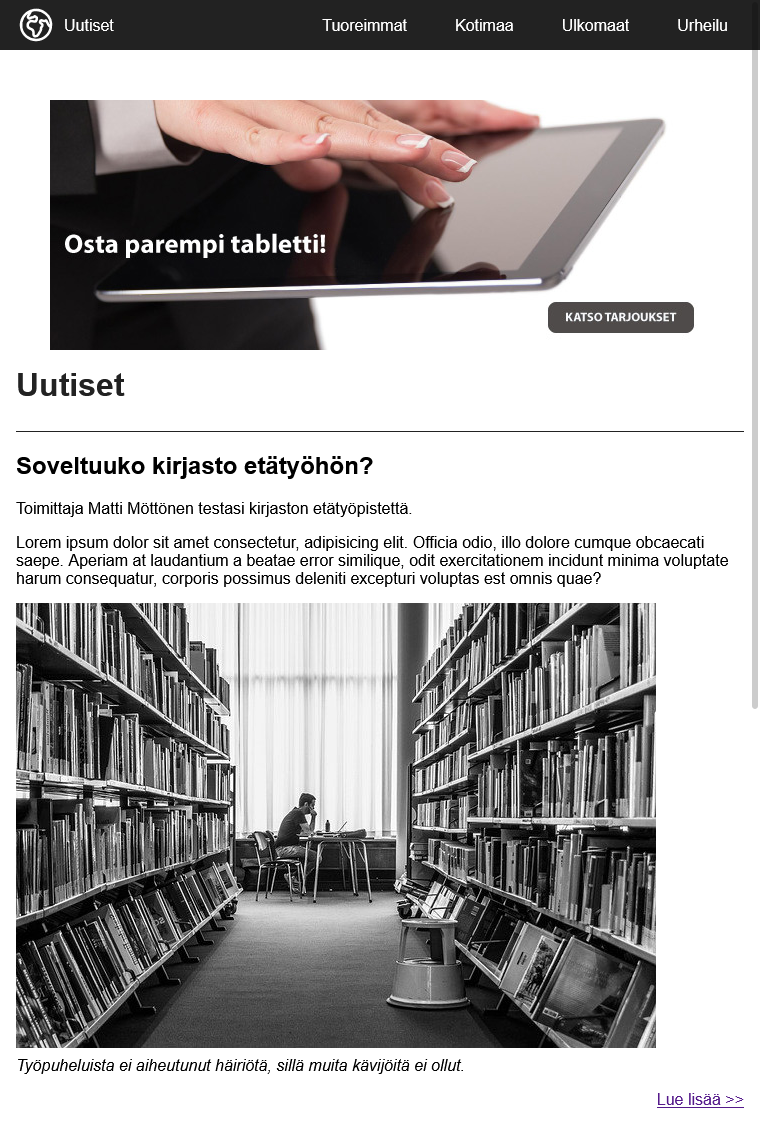 Uutiset
Tuoreimmat
Kotimaa
Ulkomaat
Urheilu
Osta parempi tabletti!
KATSO TARJOUKSET
Uutiset
Soveltuuko kirjasto etätyöhön?
Toimittaja Matti Möttönen testasi kirjaston etätyöpistettä.
Lorem ipsum dolor sit amet consectetur, adipisicing elit. Officia odio, illo dolore cumque obcaecati
saepe. Aperiam at laudantium a beatae error similique, odit exercitationem incidunt minima voluptate
harum consequatur, corporis possimus deleniti excepturi voluptas est omnis quae?
Työpuheluista ei aiheutunut häiriötä, sillä muita kävijöitä ei ollut.
Lue lisää >>